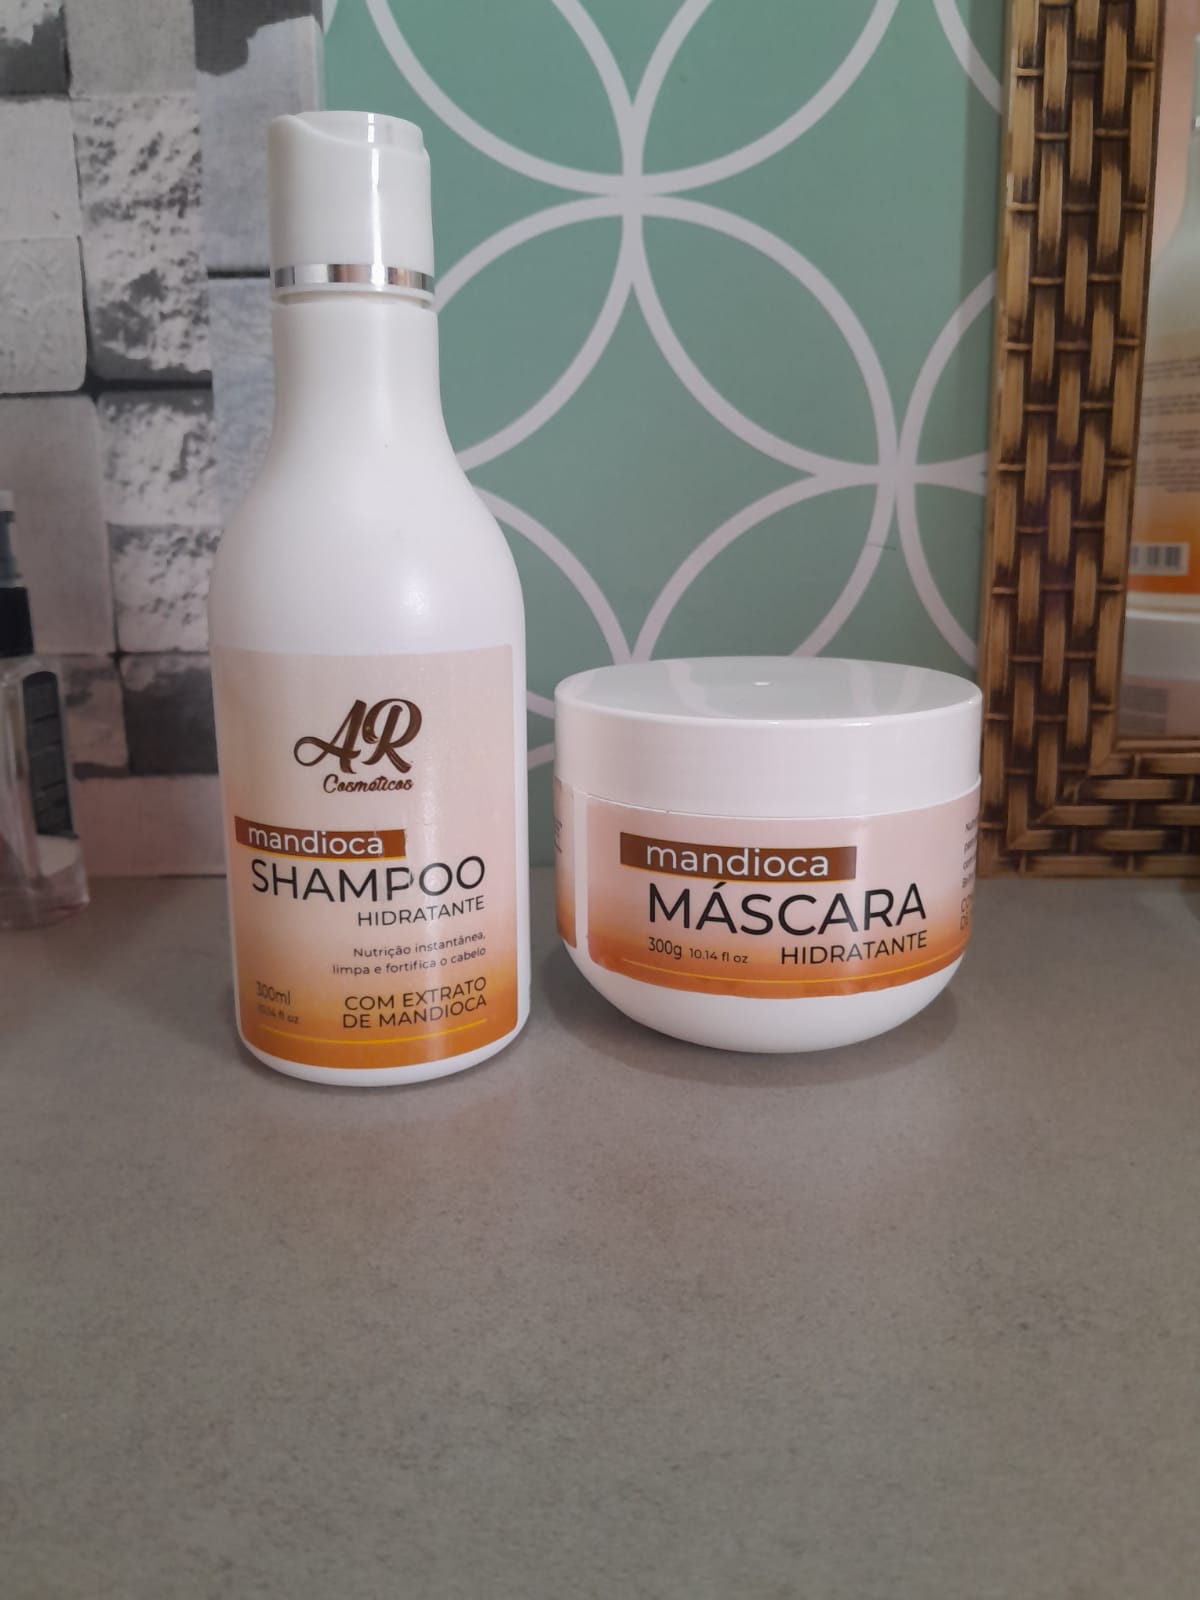 AR
Cosméticos
mandioca
SHAMPOO
HIDRATANTE
Nutrição instantânea,
limpa e fortifica o cabelo
300ml
10.14 fl oz
COM EXTRATO
DE MANDIOCA
mandioca
MÁSCARA
300g 10.14 fl oz HIDRATANTE